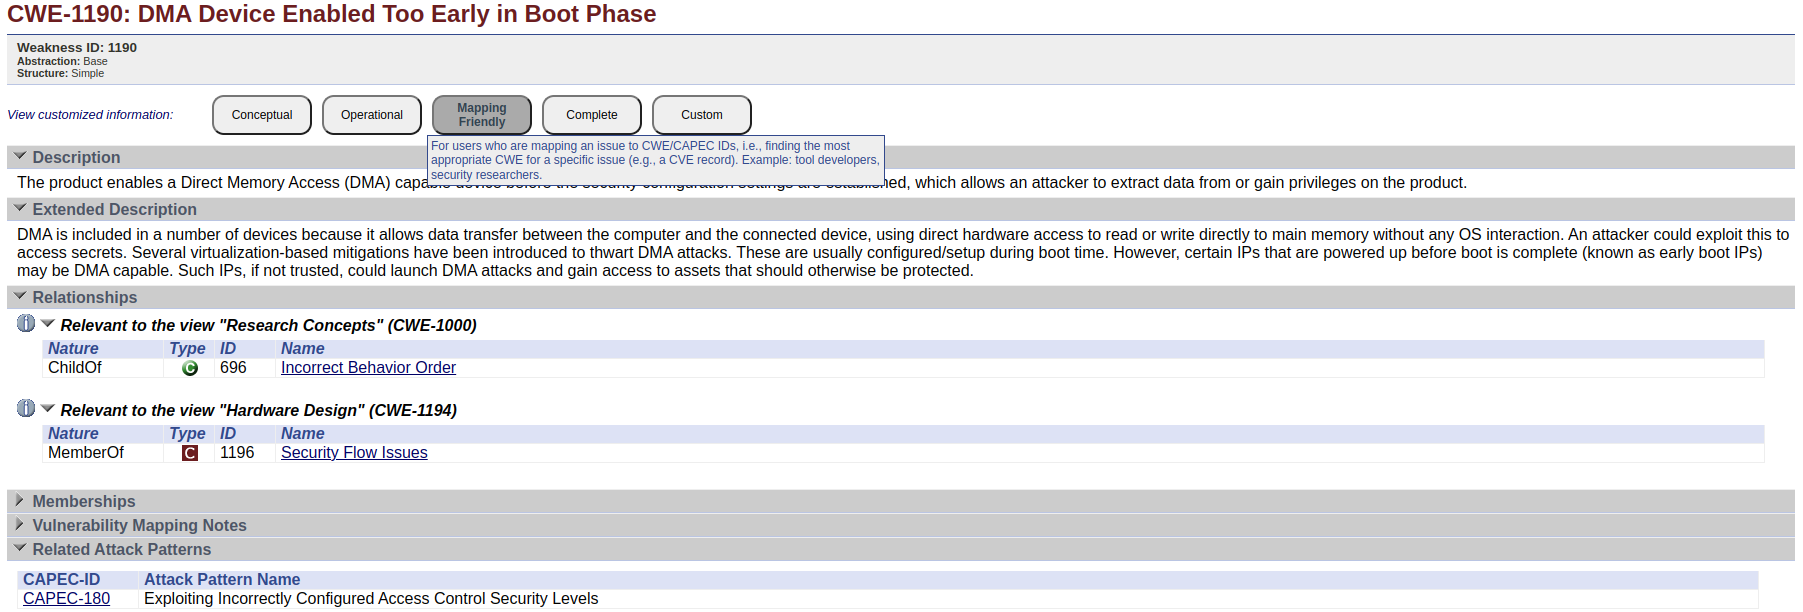 CWE-1190: DMA Device Enabled Too Early in Boot Phase
Weakness ID: 1190
Abstraction: Base
Structure: Simple
View customized information:
Conceptual
Operational
Mapping
Friendly
Complete
Custom
For users who are mapping an issue to CWE/CAPEC IDs, i.e., finding the most
appropriate CWE for a specific issue (e.g., a CVE record). Example: tool developers,
security researchers.
Description
The product enables a Direct Memory Access (DMA) capable device before the security configuration settings are established, which allows an attacker to extract data from or gain privileges on the product.
Extended Description
DMA is included in a number of devices because it allows data transfer between the computer and the connected device, using direct hardware access to read or write directly to main memory without any OS interaction. An attacker could exploit this to
access secrets. Several virtualization-based mitigations have been introduced to thwart DMA attacks. These are usually configured/setup during boot time. However, certain IPs that are powered up before boot is complete (known as early boot IPs)
may be DMA capable. Such IPs, if not trusted, could launch DMA attacks and gain access to assets that should otherwise be protected.
Relationships
Relevant to the view "Research Concepts" (CWE-1000)
Nature Type ID Name
ChildOf C 696 Incorrect Behavior Order
Relevant to the view "Hardware Design" (CWE-1194)
Nature Type ID Name
MemberOf C 1196 Security Flow Issues
Memberships
Vulnerability Mapping Notes
Related Attack Patterns
CAPEC-ID Attack Pattern Name
CAPEC-180 Exploiting Incorrectly Configured Access Control Security Levels